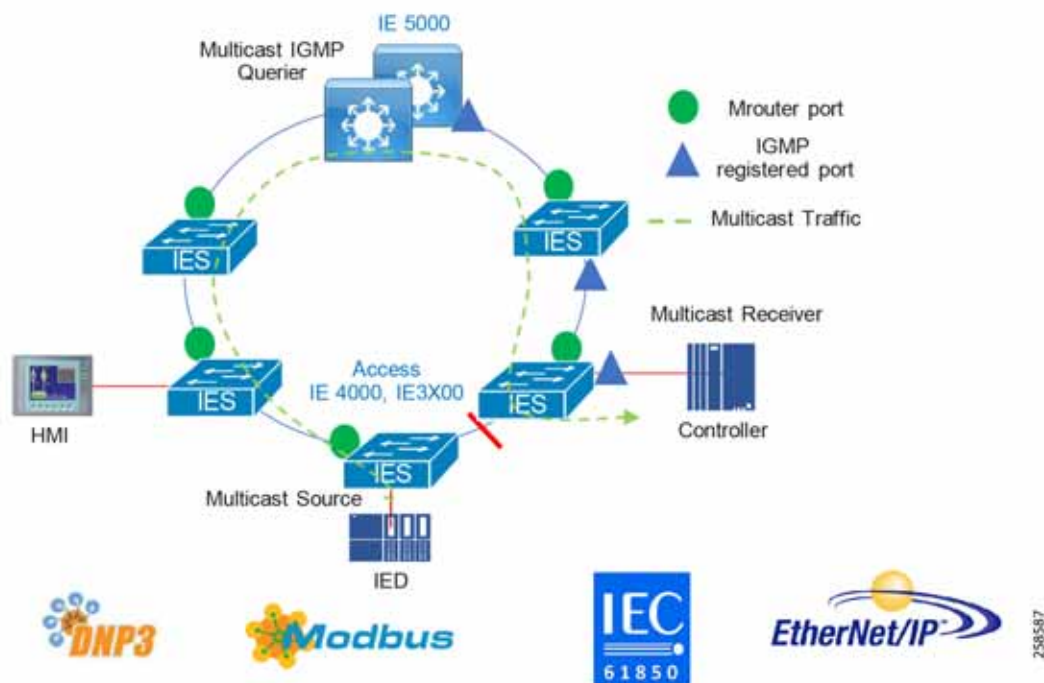 IE 5000
Multicast IGMP
Querier
Mrouter port
IGMP
registered port
Multicast Traffic
IES
IES
Multicast Receiver
Access
IE 4000, IE3X00
IES
IES
HMI
Controller
IES
Multicast Source
IED
DNP3
Modbus
IEC
61850
EtherNet/IP
258587